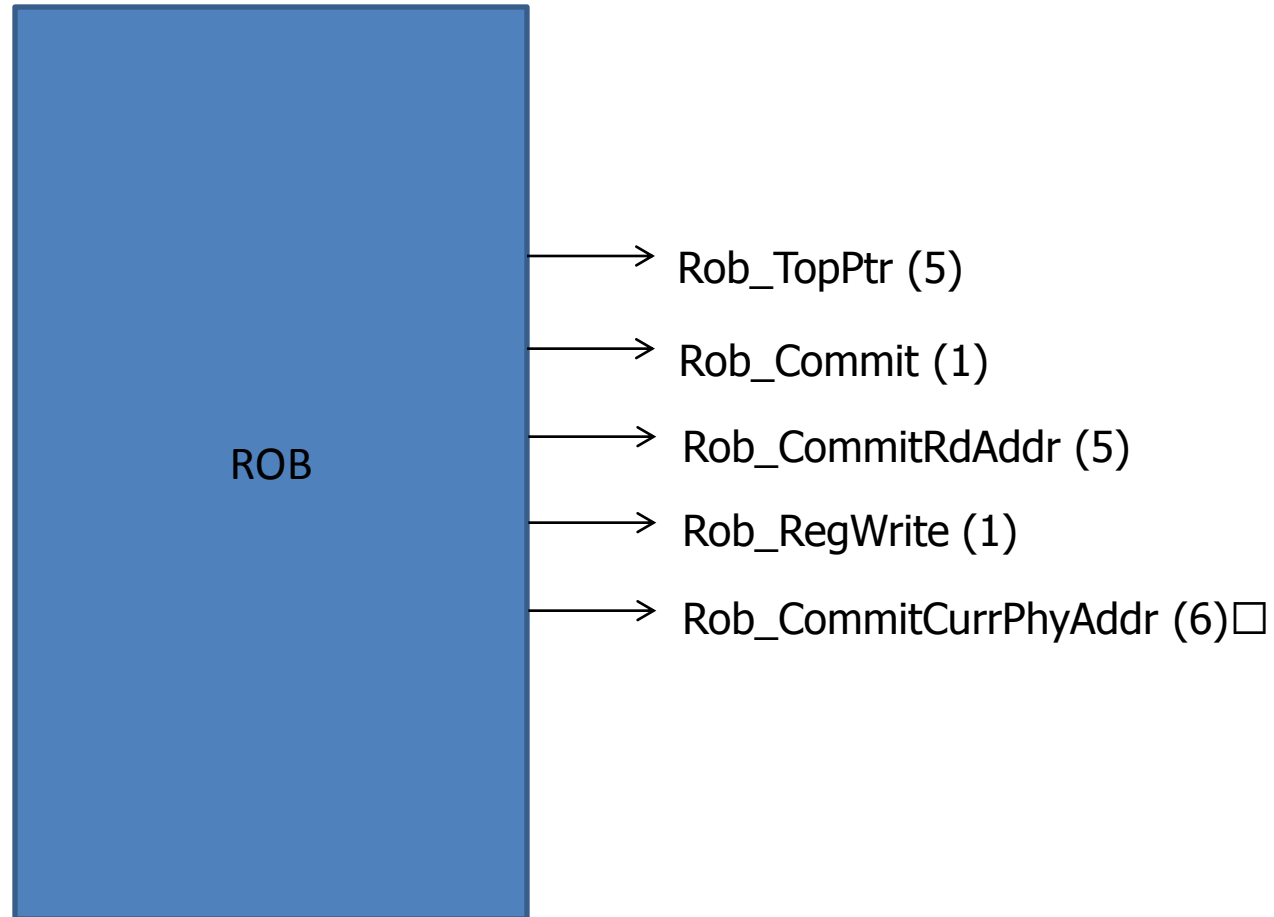 Rob_TopPtr (5)
Rob_Commit (1)
ROB
Rob_CommitRdAddr (5)
Rob_RegWrite (1)
Rob_CommitCurrPhyAddr (6)□